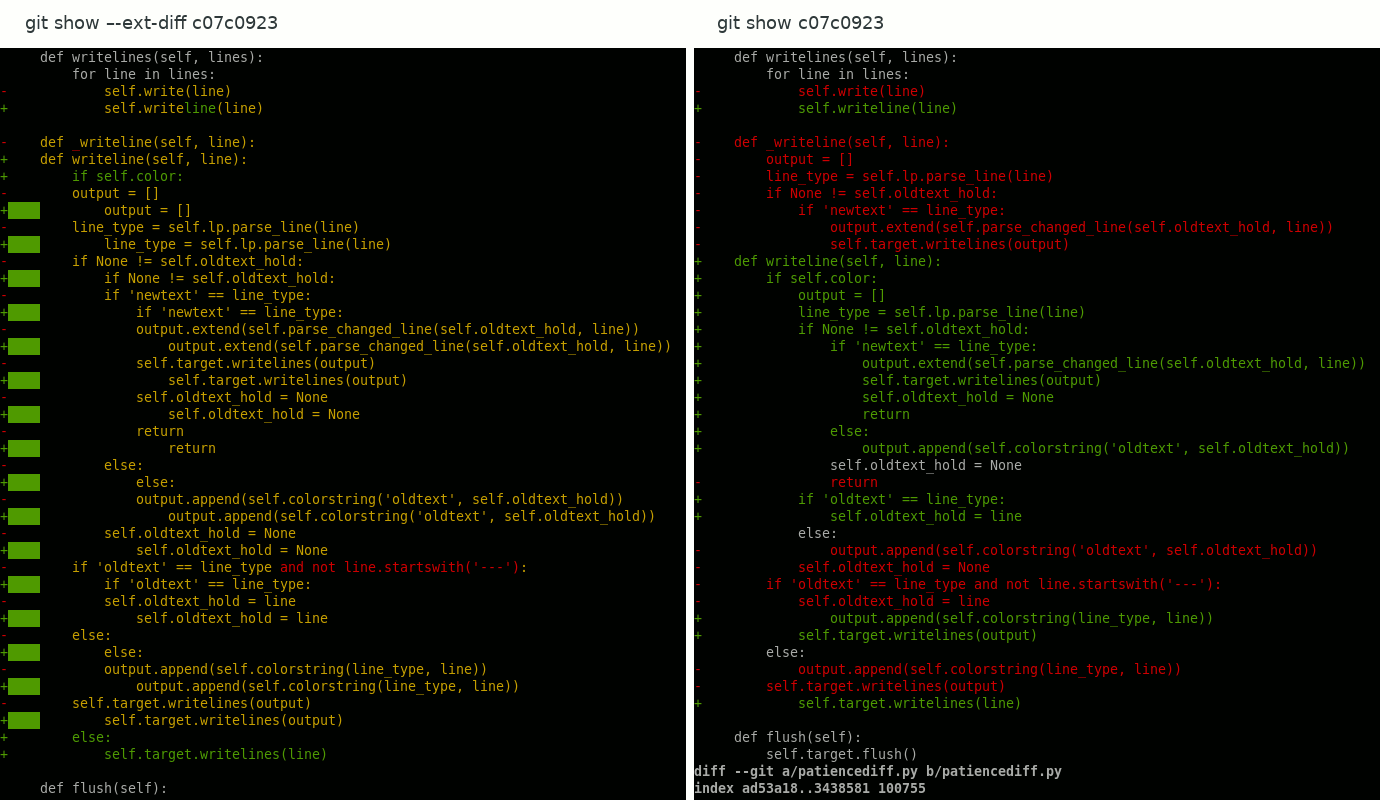 git show --ext-diff c07c0923
    def writelines(self, lines):
        for line in lines:
-            self.write(line)
+            self.writeline(line)

-    def _writeline(self, line):
+    def writeline(self, line):
+        if self.color:
-        output = []
+            output = []
-        line_type = self.lp.parse_line(line)
+            line_type = self.lp.parse_line(line)
-        if None != self.oldtext_hold:
+            if None != self.oldtext_hold:
-            if 'newtext' == line_type:
+                if 'newtext' == line_type:
-                output.extend(self.parse_changed_line(self.oldtext_hold, line))
+                    output.extend(self.parse_changed_line(self.oldtext_hold, line))
-                self.target.writelines(output)
+                    self.target.writelines(output)
-                self.oldtext_hold = None
+                    self.oldtext_hold = None
-                return
+                    return
-            else:
+                else:
-                output.append(self.colorstring('oldtext', self.oldtext_hold))
+                    output.append(self.colorstring('oldtext', self.oldtext_hold))
-            self.oldtext_hold = None
+                self.oldtext_hold = None
-        if 'oldtext' == line_type and not line.startswith('---'):
+            if 'oldtext' == line_type:
-            self.oldtext_hold = line
+                self.oldtext_hold = line
-        else:
+            else:
-            output.append(self.colorstring(line_type, line))
+                output.append(self.colorstring(line_type, line))
-        self.target.writelines(output)
+            self.target.writelines(output)
+        else:
+            self.target.writelines(line)

    def flush(self):
git show c07c0923
    def writelines(self, lines):
        for line in lines:
-            self.write(line)
+            self.writeline(line)

-    def _writeline(self, line):
-        output = []
-        line_type = self.lp.parse_line(line)
-        if None != self.oldtext_hold:
-            if 'newtext' == line_type:
-                output.extend(self.parse_changed_line(self.oldtext_hold, line))
-                self.target.writelines(output)
+    def writeline(self, line):
+        if self.color:
+            output = []
+            line_type = self.lp.parse_line(line)
+            if None != self.oldtext_hold:
+                if 'newtext' == line_type:
+                    output.extend(self.parse_changed_line(self.oldtext_hold, line))
+                    self.target.writelines(output)
+                    self.oldtext_hold = None
+                    return
+                else:
+                    output.append(self.colorstring('oldtext', self.oldtext_hold))
                self.oldtext_hold = None
-                return
+            if 'oldtext' == line_type:
+                self.oldtext_hold = line
            else:
-                output.append(self.colorstring('oldtext', self.oldtext_hold))
-            self.oldtext_hold = None
-        if 'oldtext' == line_type and not line.startswith('---'):
-            self.oldtext_hold = line
+                output.append(self.colorstring(line_type, line))
+            self.target.writelines(output)
        else:
-            output.append(self.colorstring(line_type, line))
-        self.target.writelines(output)
+            self.target.writelines(line)

    def flush(self):
        self.target.flush()
diff --git a/patiencediff.py b/patiencediff.py
index ad53a18..3438581 100755